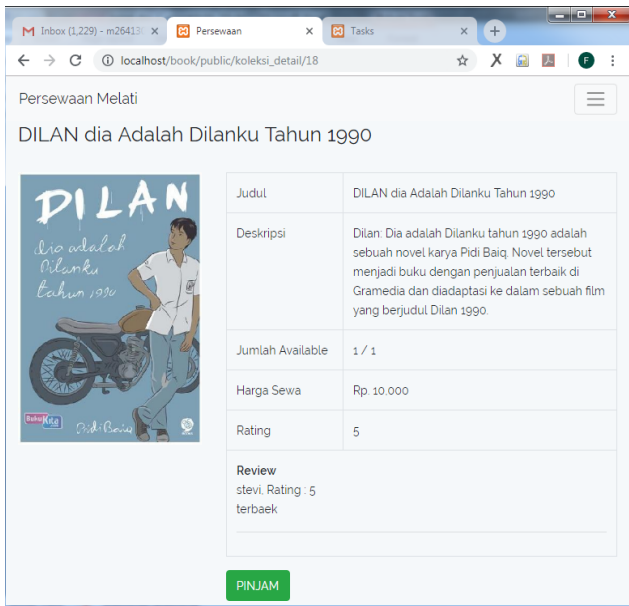 Inbox (1,229) - m26413
Persewaan
Tasks
localhost/book/public/koleksi_detail/18
F
Persewaan Melati
DILAN dia Adalah Dilanku Tahun 1990
DILAN
dia adalah
Dilanku
tahun 1990
BukuKita
Pidi Baiq
Judul
DILAN dia Adalah Dilanku Tahun 1990
Deskripsi
Dilan: Dia adalah Dilanku tahun 1990 adalah
sebuah novel karya Pidi Baiq. Novel tersebut
menjadi buku dengan penjualan terbaik di
Gramedia dan diadaptasi ke dalam sebuah film
yang berjudul Dilan 1990.
Jumlah Available
1 / 1
Harga Sewa
Rp. 10.000
Rating
5
Review
stevi. Rating : 5
terbaek
PINJAM